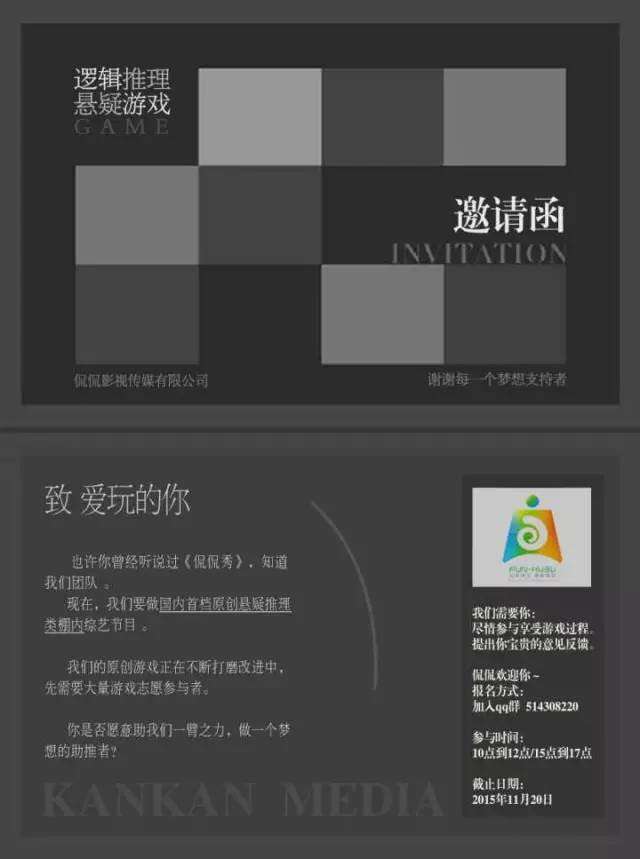 逻辑推理
悬疑游戏
GAME
邀请函
INVITATION
侃侃影视传媒有限公司
谢谢每一个梦想支持者
致 爱玩的你
也许你曾经听说过《侃侃秀》，知道
我们团队 。
现在，我们要做国内首档原创悬疑推理
类棚内综艺节目 。
我们的原创游戏正在不断打磨改进中，
先需要大量游戏志愿参与者。
你是否愿意助我们一臂之力，做一个梦
想的助推者？
KANKAN MEDIA
FUN·HUBU
我们需要你：
尽情参与享受游戏过程。
提出你宝贵的意见反馈。
侃侃欢迎你～
报名方式：
加入qq群 514308220
参与时间：
10点到12点/15点到17点
截止日期：
2015年11月20日